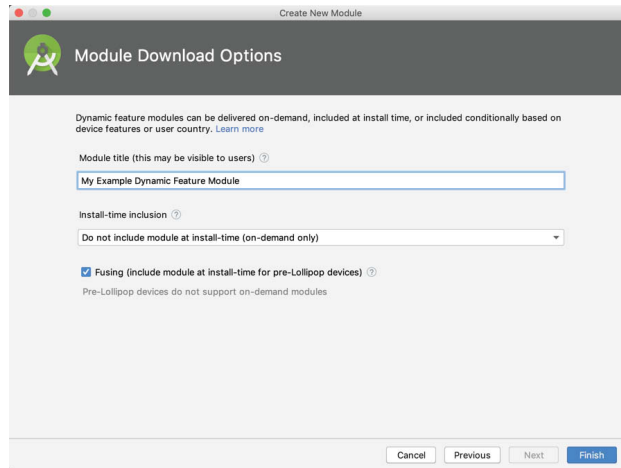 Create New Module
Module Download Options
Dynamic feature modules can be delivered on-demand, included at install time, or included conditionally based on
device features or user country. Learn more
Module title (this may be visible to users) ?
My Example Dynamic Feature Module
Install-time inclusion ?
Do not include module at install-time (on-demand only)
Fusing (include module at install-time for pre-Lollipop devices) ?
Pre-Lollipop devices do not support on-demand modules
Cancel Previous Next Finish